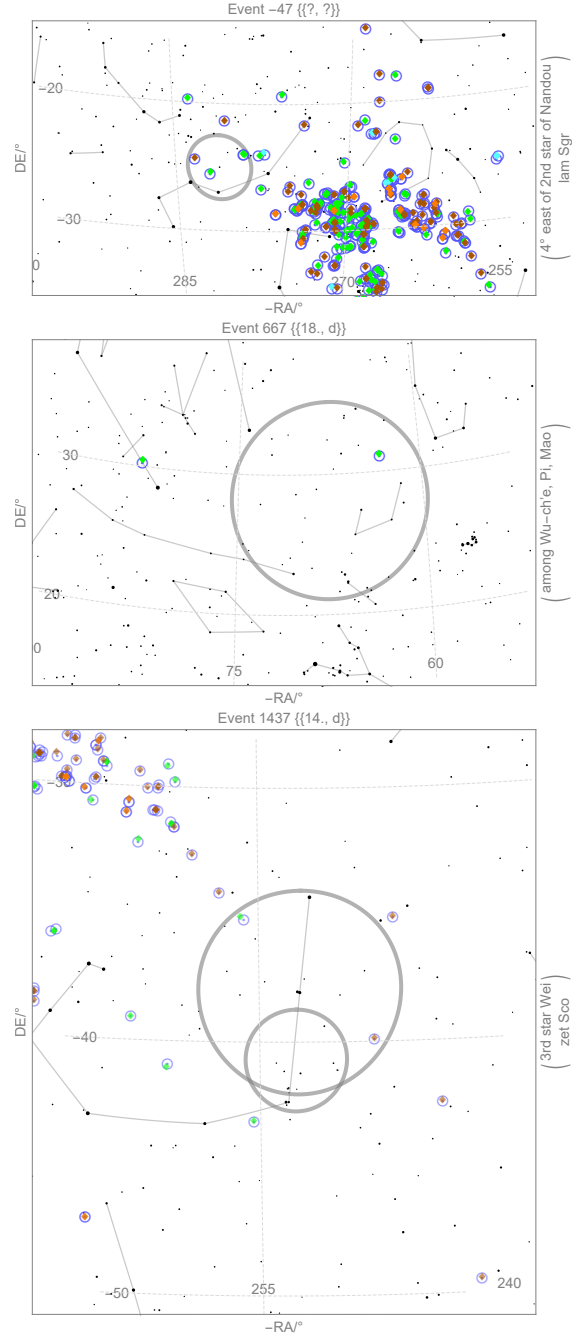 Event −47 {{?, ?}}
−20
DE/°
−30
0
285
270
−255
−RA/°
(4° east of 2nd star of Nandou
lam Sgr)
Event 667 {{18., d}}
30
DE/°
20
0
75
60
−RA/°
(among Wu−ch'e, Pi, Mao)
Event 1437 {{14., d}}
−30
DE/°
−40
−50
255
240
−RA/°
(3rd star Wei
zet Sco)